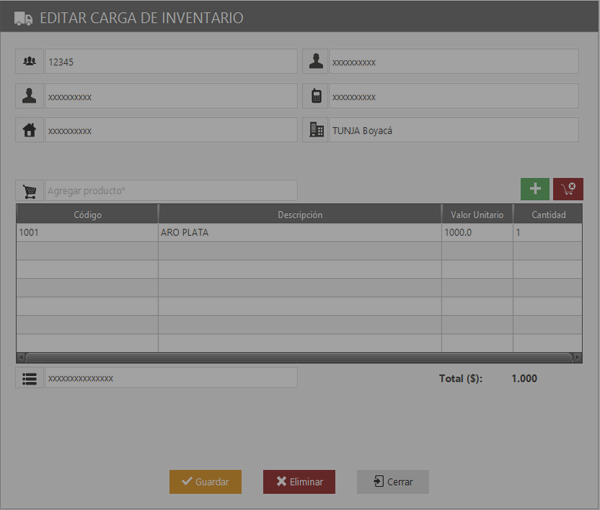 EDITAR CARGA DE INVENTARIO
12345 xxxxxxxxxx
xxxxxxxxxx xxxxxxxxxx
xxxxxxxxxx TUNJA Boyacá
Agregar producto*
Código Descripción Valor Unitario Cantidad
1001 ARO PLATA 1000.0 1
xxxxxxxxxxxxxxx Total ($): 1.000
Guardar Eliminar Cerrar